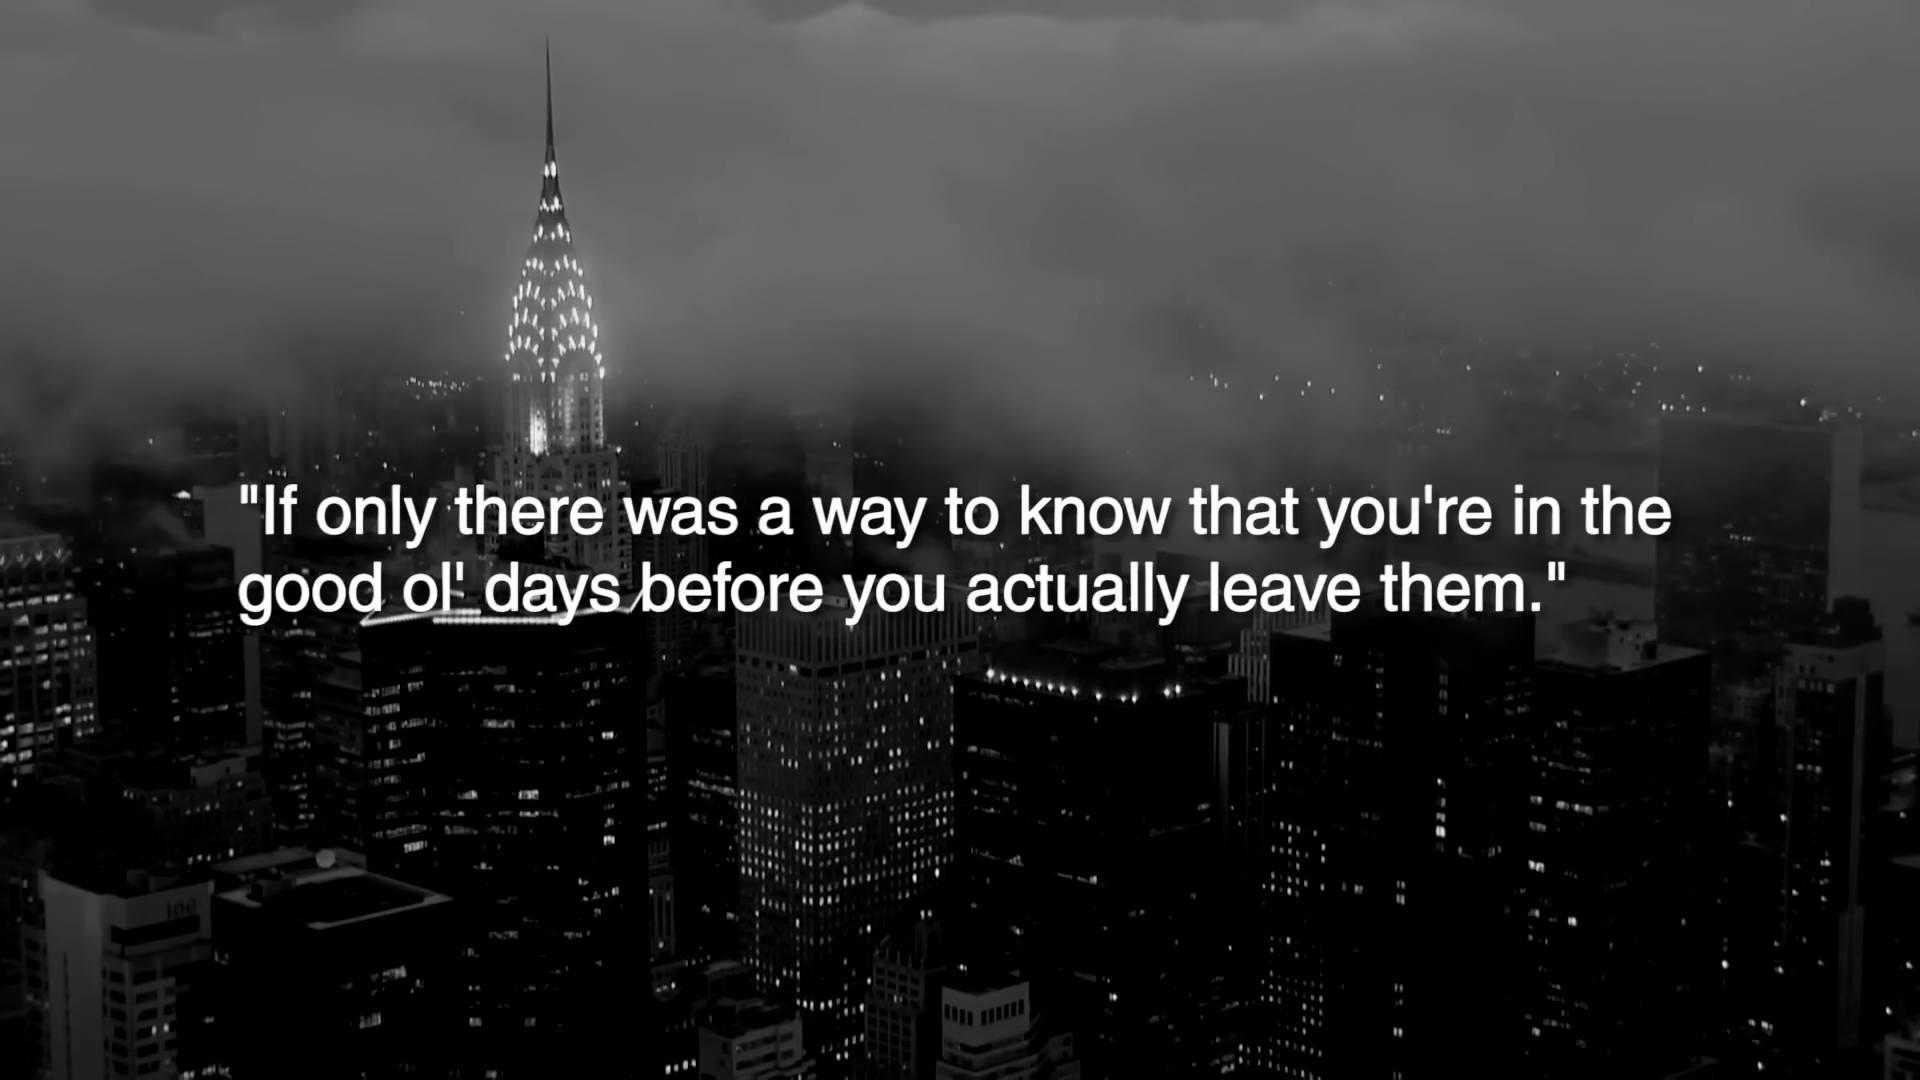 "If only there was a way to know that you're in the
good ol' days before you actually leave them."
100